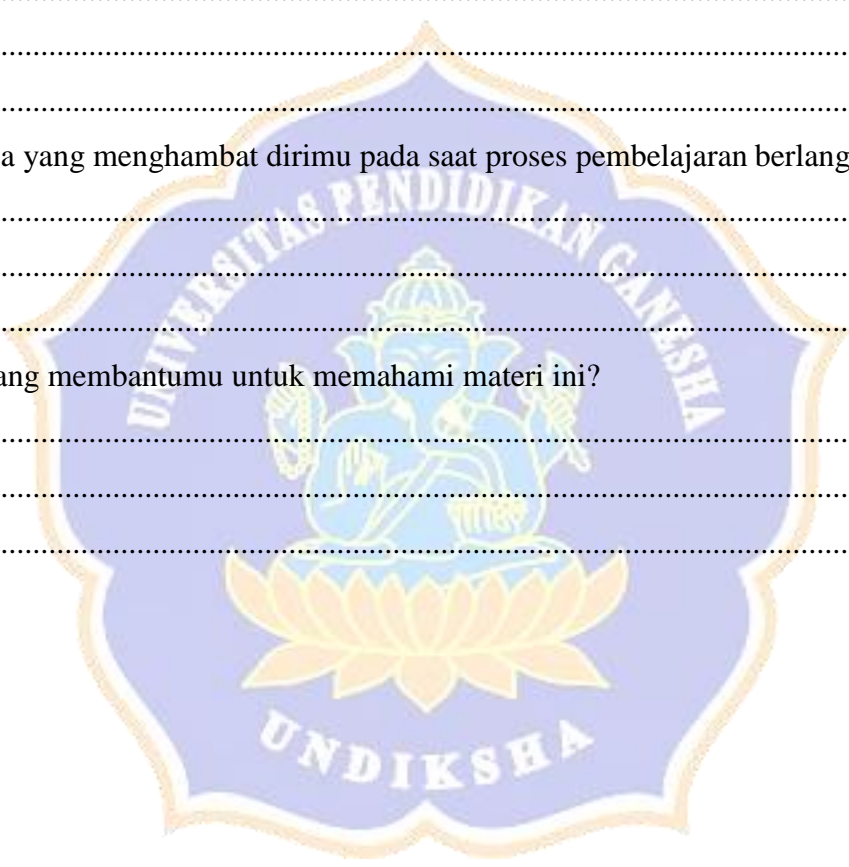 ................................................................................................................
................................................................................................................
................................................................................................................
a yang menghambat dirimu pada saat proses pembelajaran berlang
................................................................................................................
................................................................................................................
................................................................................................................
ang membantumu untuk memahami materi ini?
................................................................................................................
................................................................................................................
................................................................................................................
UNIVERSITAS PENDIDIKAN GANESHA
UNDIKSHA